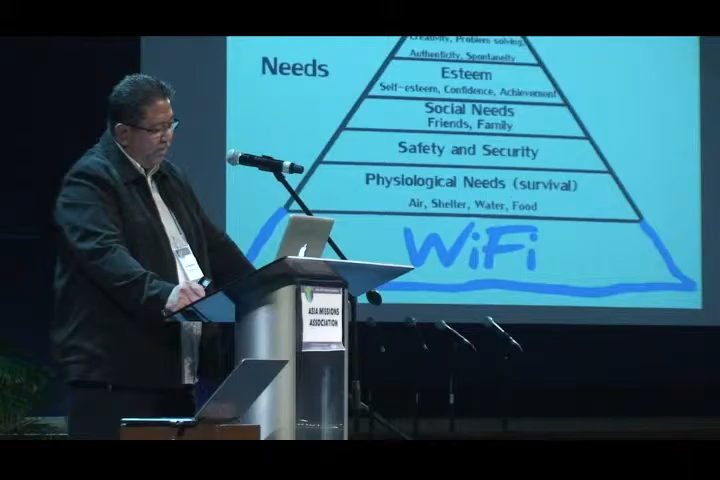 Creativity, Problem solving,
Authenticity, Spontaneity
Needs
Esteem
Self-esteem, Confidence, Achievement
Social Needs
Friends, Family
Safety and Security
Physiological Needs (survival)
Air, Shelter, Water, Food
WiFi
ASIA MISSIONS
ASSOCIATION